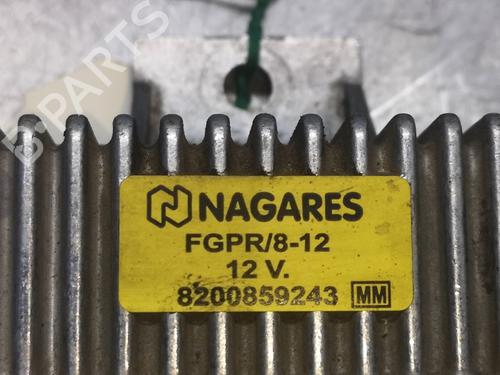 B-PARTS
NAGARES
FGPR/8-12
12 V.
8200859243 MM